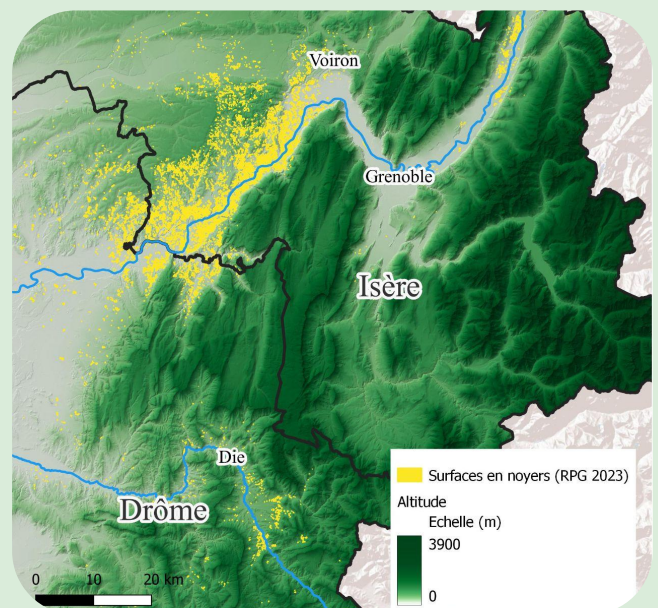 Voiron
Grenoble
Isère
Die
Drôme
Surfaces en noyers (RPG 2023)
Altitude
Echelle (m)
3900
0
0 10 20 km